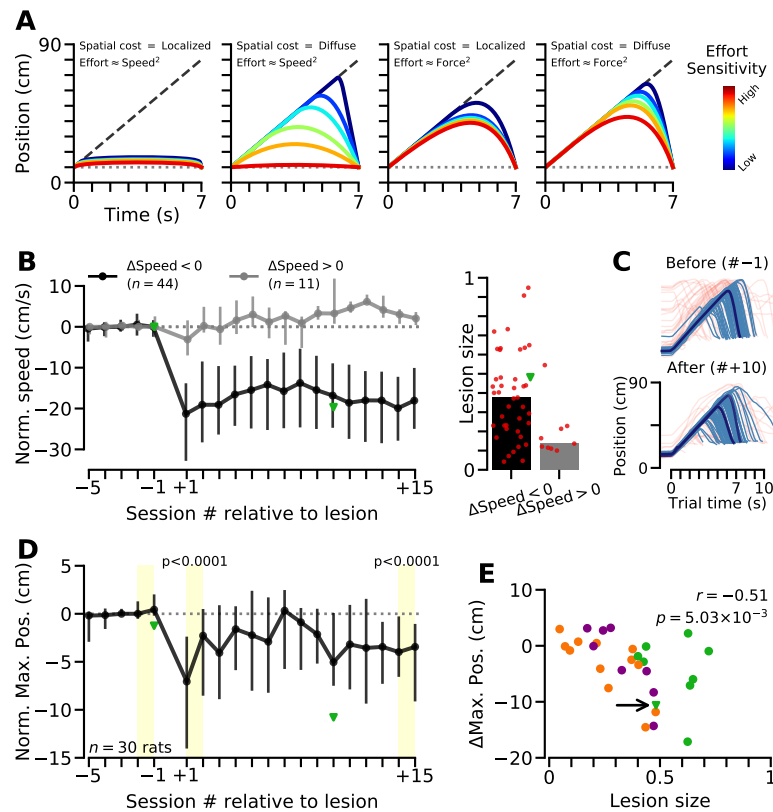 A
Position (cm)
90
0
Spatial cost = Localized
Effort ≈ Speed²
Spatial cost = Diffuse
Effort ≈ Speed²
Spatial cost = Localized
Effort ≈ Force²
Spatial cost = Diffuse
Effort ≈ Force²
0 7
0 7
0 7
0 7
Time (s)
Effort
Sensitivity
High
Low
B
ΔSpeed < 0
(n = 44)
ΔSpeed > 0
(n = 11)
Norm. speed (cm/s)
10
0
−10
−20
−30
−5 −1 +1 +15
Session # relative to lesion
Lesion size
1
0
ΔSpeed < 0
ΔSpeed > 0
C
Before (#−1)
After (#+10)
Position (cm)
90
0
0 7 10
Trial time (s)
D
p<0.0001
p<0.0001
Norm. Max. Pos. (cm)
5
0
−5
−10
−15
n = 30 rats
−5 −1 +1 +15
Session # relative to lesion
E
r = −0.51
p = 5.03×10⁻³
ΔMax. Pos. (cm)
10
0
−10
−20
0 0.5 1
Lesion size